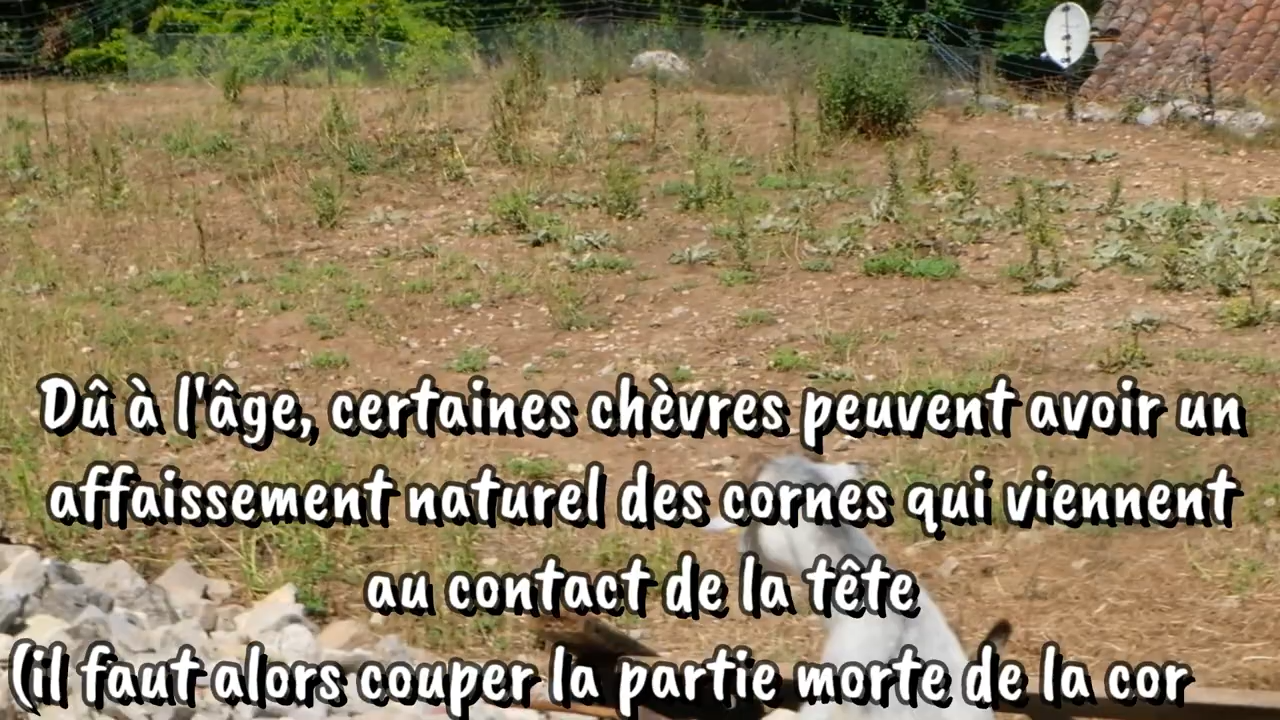 Dû à l'âge, certaines chèvres peuvent avoir un
affaissement naturel des cornes qui viennent
au contact de la tête
(il faut alors couper la partie morte de la cor